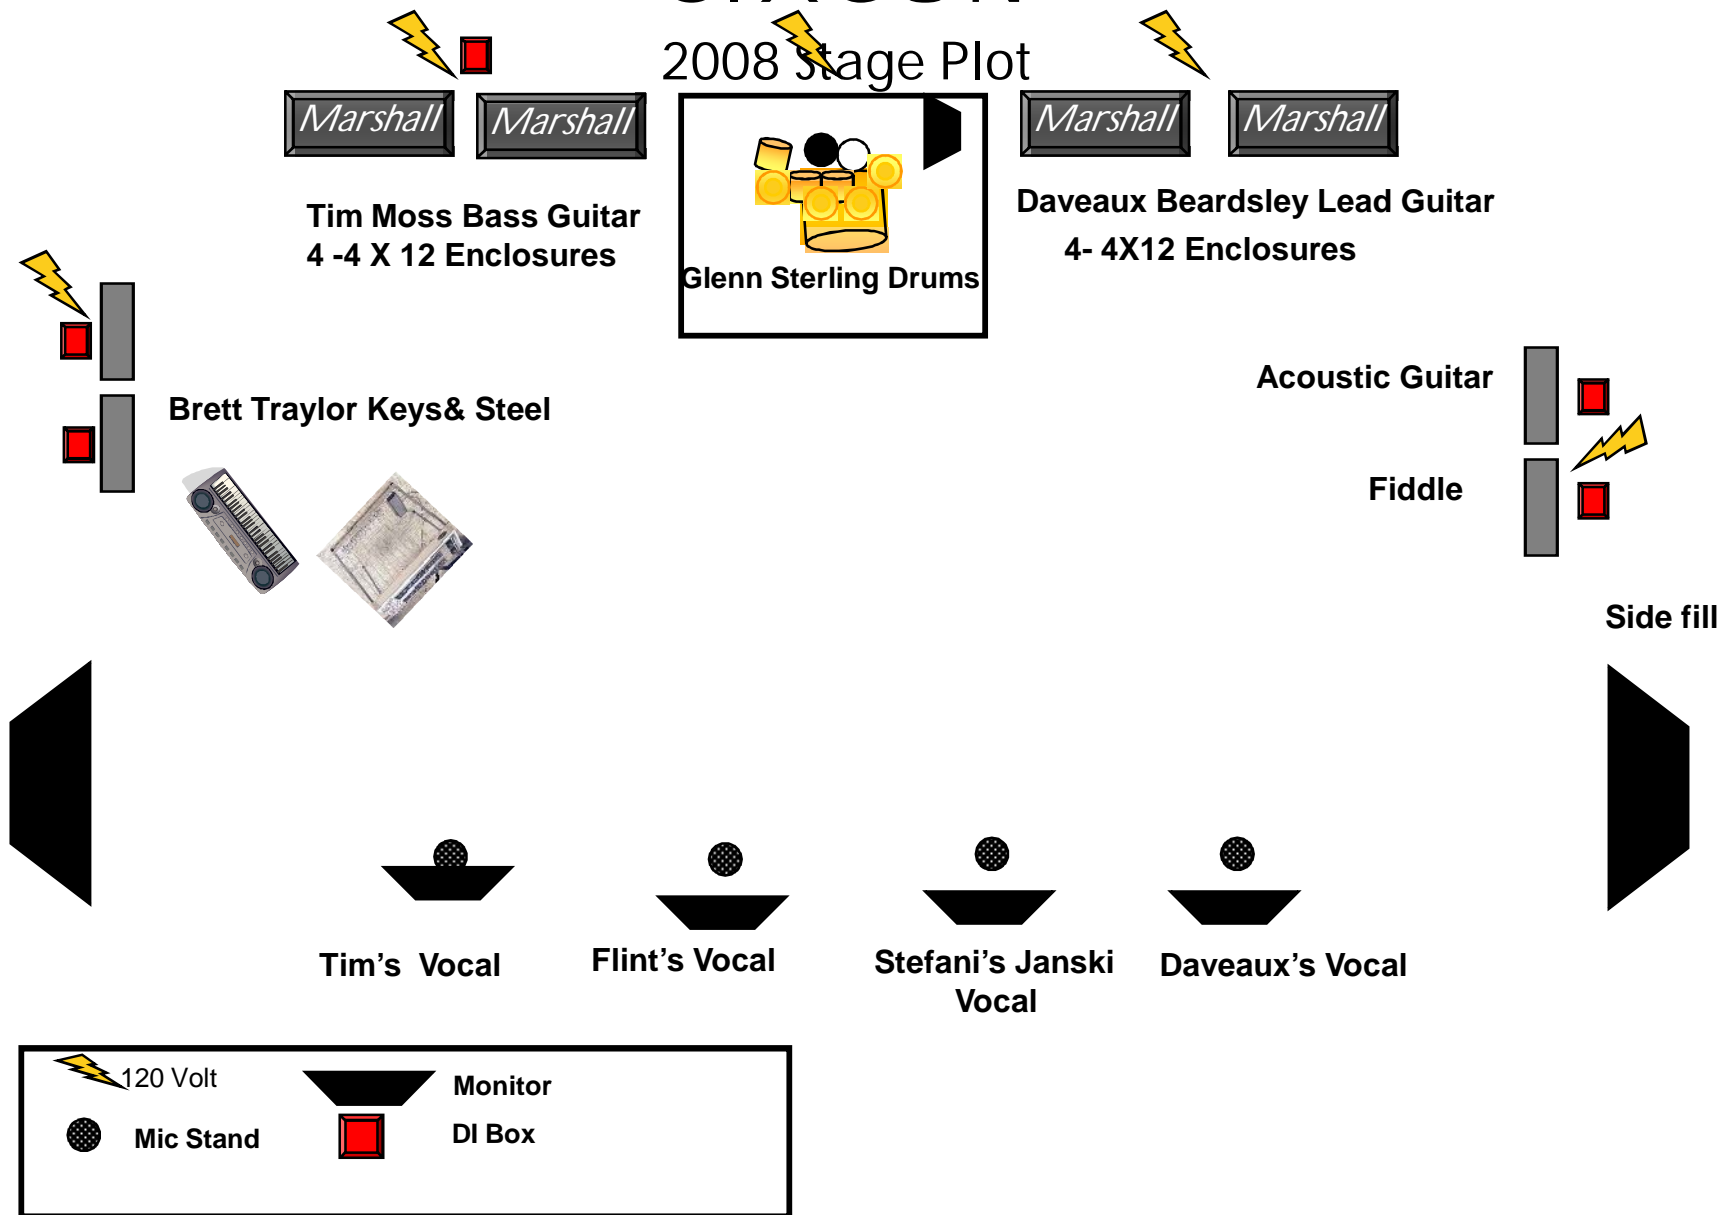 2008 Stage Plot
Marshall
Marshall
Marshall
Marshall
Tim Moss Bass Guitar
4 -4 X 12 Enclosures
Glenn Sterling Drums
Daveaux Beardsley Lead Guitar
4- 4X12 Enclosures
Brett Traylor Keys& Steel
Acoustic Guitar
Fiddle
Side fill
Tim’s Vocal
Flint’s Vocal
Stefani’s Janski
Vocal
Daveaux’s Vocal
120 Volt
Monitor
Mic Stand
DI Box